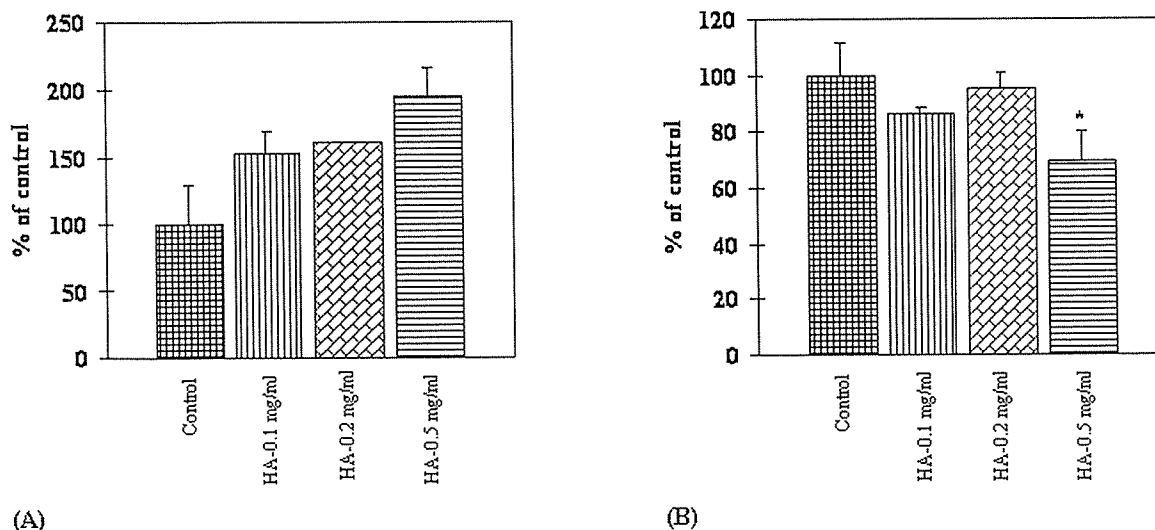 250
200
150
100
50
0
% of control
Control
HA-0.1 mg/ml
HA-0.2 mg/ml
HA-0.5 mg/ml
(A)
120
100
80
60
40
20
0
% of control
*
Control
HA-0.1 mg/ml
HA-0.2 mg/ml
HA-0.5 mg/ml
(B)